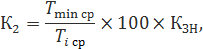 К₂ = T_min ср / T_i ср × 100 × К_ЗН,